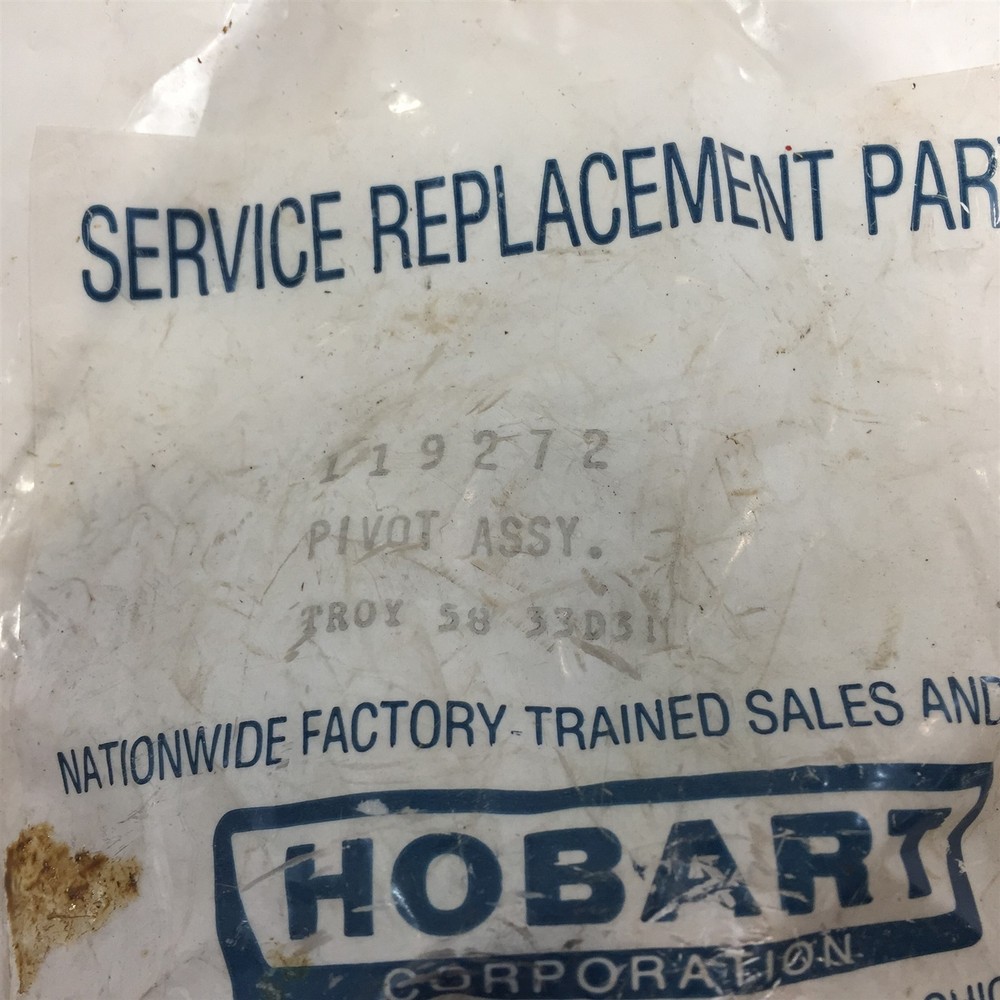 SERVICE REPLACEMENT PAR
119272
PIVOT ASSY.
TROY 58 33D31
NATIONWIDE FACTORY-TRAINED SALES AND
HOBART
CORPORATION